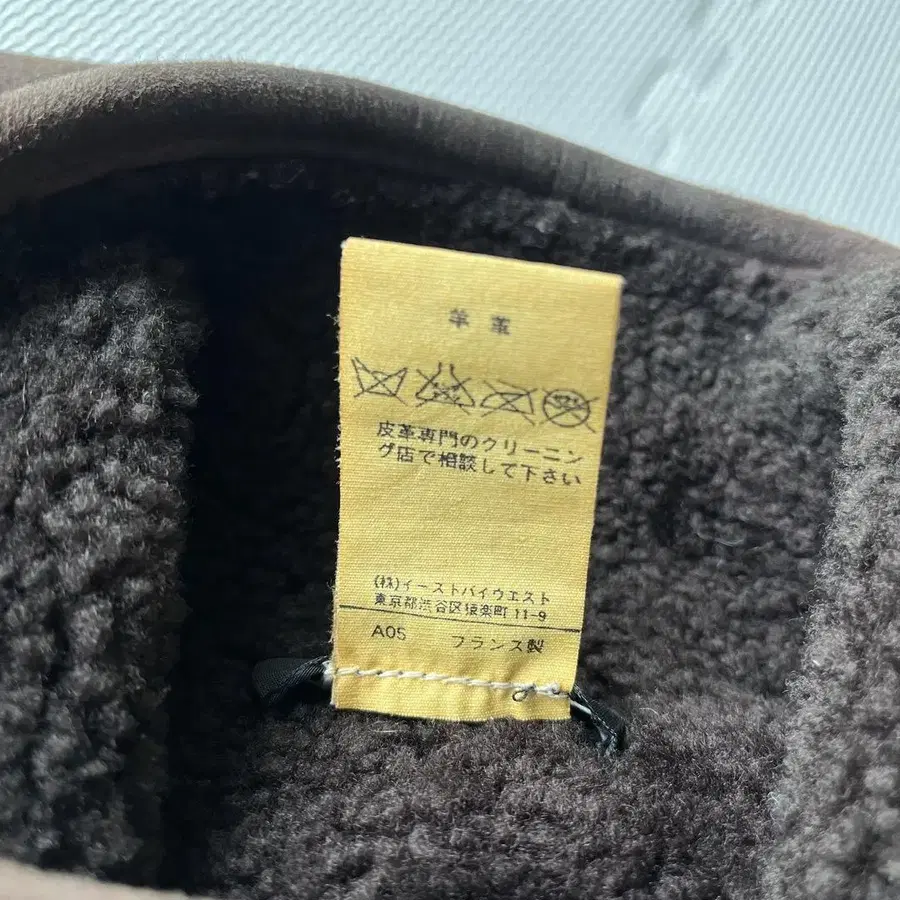 羊 革
皮革専門のクリーニン
グ店で相談して下さい
(株)イーストバイウエスト
東京都渋谷区猿楽町 11-9
A05 フランス製